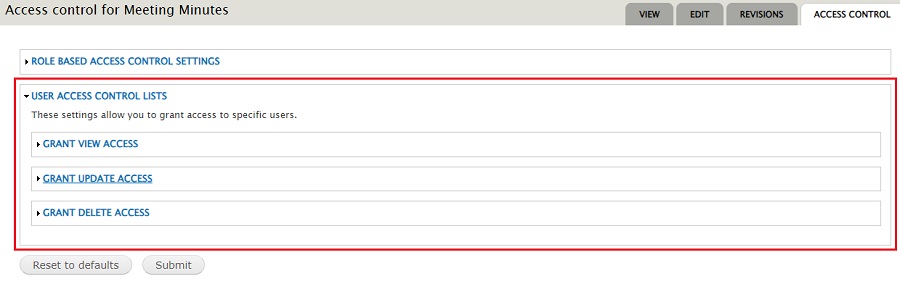 Access control for Meeting Minutes
VIEW EDIT REVISIONS ACCESS CONTROL
ROLE BASED ACCESS CONTROL SETTINGS
USER ACCESS CONTROL LISTS
These settings allow you to grant access to specific users.
GRANT VIEW ACCESS
GRANT UPDATE ACCESS
GRANT DELETE ACCESS
Reset to defaults Submit